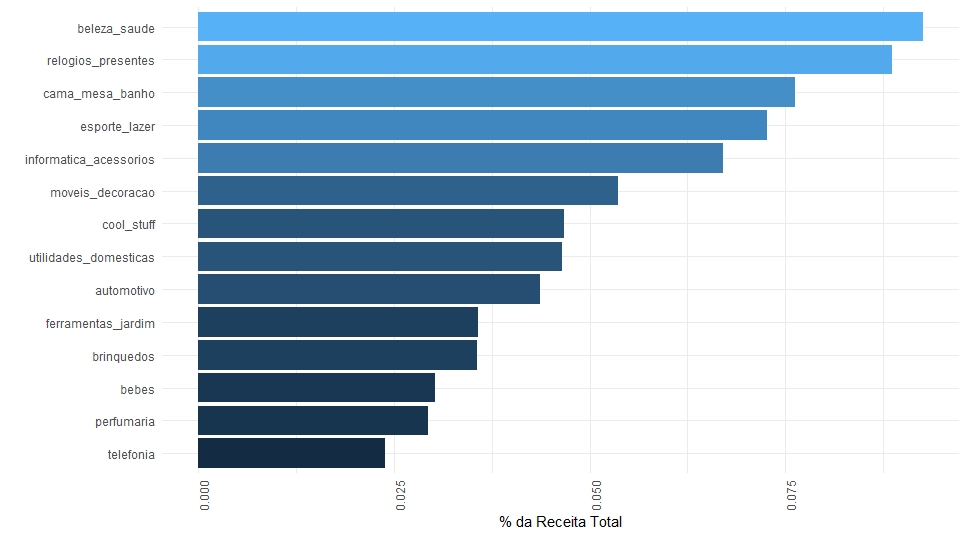 beleza_saude
relogios_presentes
cama_mesa_banho
esporte_lazer
informatica_acessorios
moveis_decoracao
cool_stuff
utilidades_domesticas
automotivo
ferramentas_jardim
brinquedos
bebes
perfumaria
telefonia
0.000
0.025
0.050
0.075
% da Receita Total